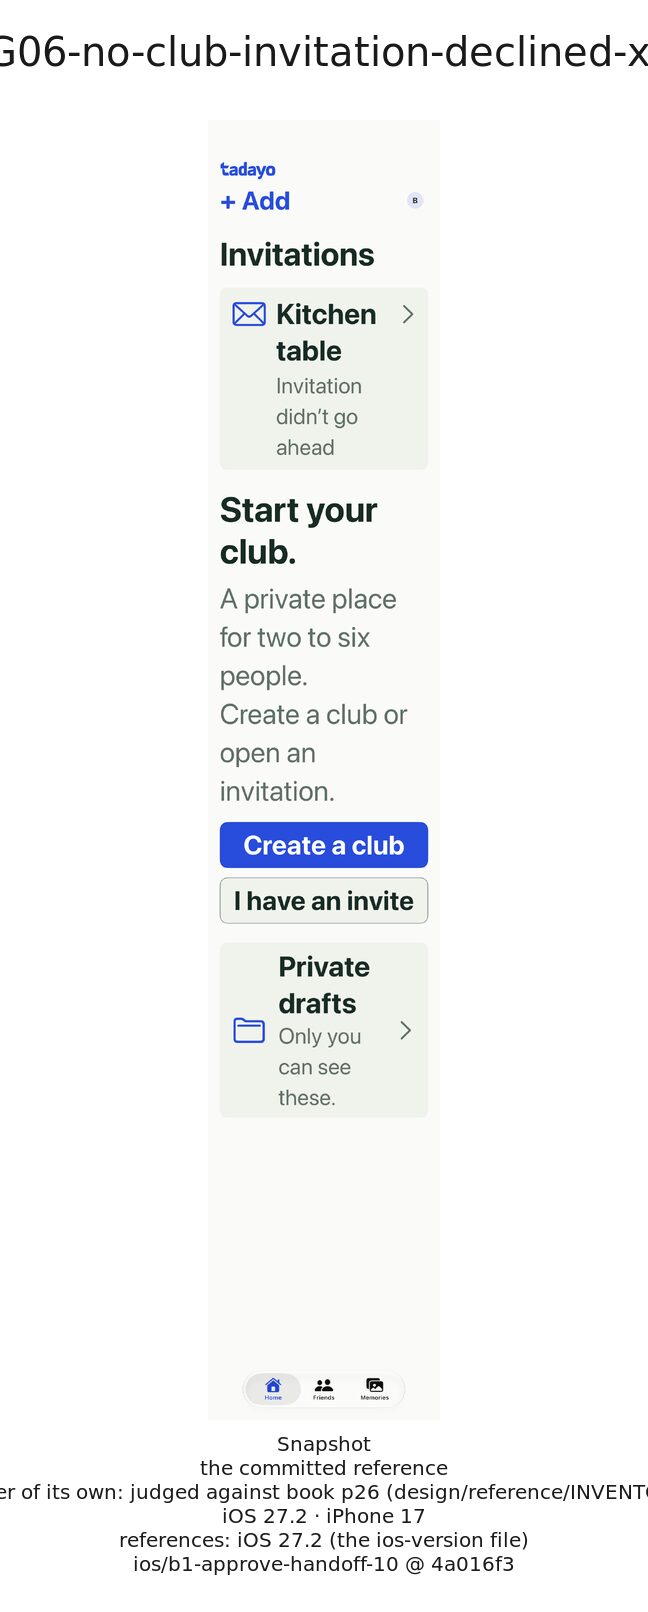 G06-no-club-invitation-declined-x
tadayo
+ Add
B
Invitations
Kitchen
table
Invitation
didn’t go
ahead
Start your
club.
A private place
for two to six
people.
Create a club or
open an
invitation.
Create a club
I have an invite
Private
drafts
Only you
can see
these.
Home
Friends
Memories
Snapshot
the committed reference
er of its own: judged against book p26 (design/reference/INVENTO
iOS 27.2 · iPhone 17
references: iOS 27.2 (the ios-version file)
ios/b1-approve-handoff-10 @ 4a016f3